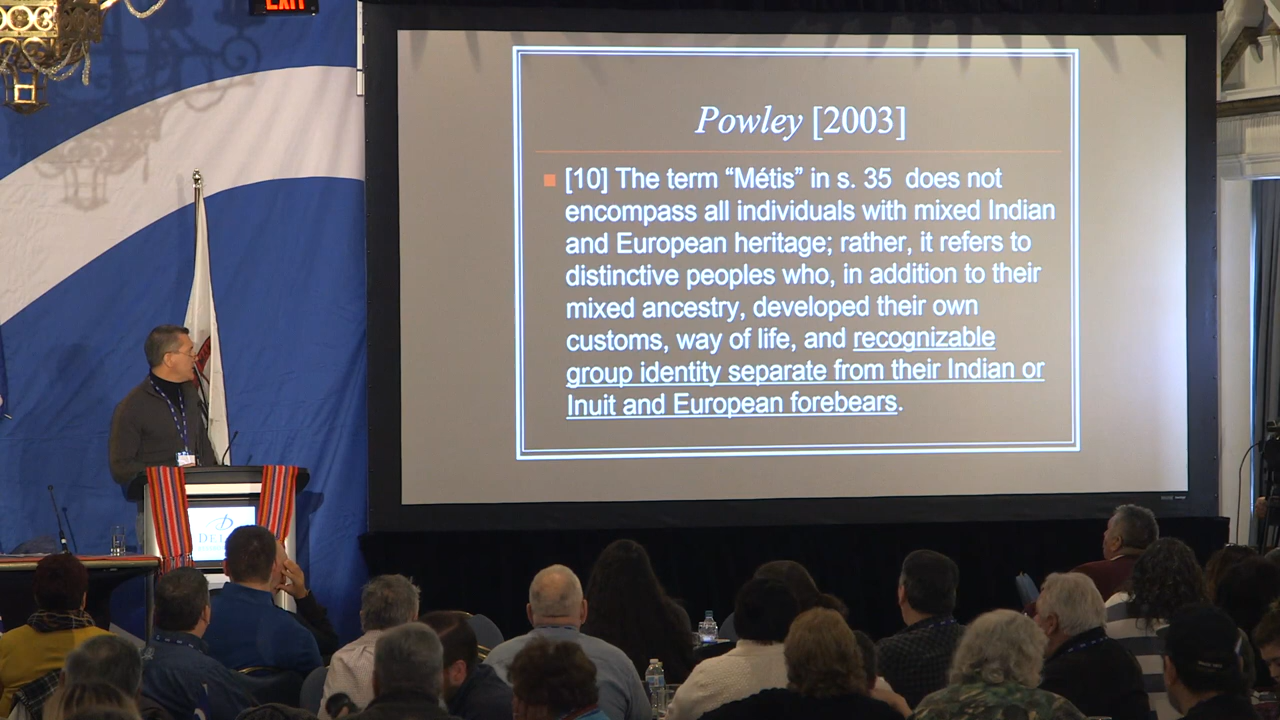 EXIT
Powley [2003]
[10] The term “Métis” in s. 35 does not
encompass all individuals with mixed Indian
and European heritage; rather, it refers to
distinctive peoples who, in addition to their
mixed ancestry, developed their own
customs, way of life, and recognizable
group identity separate from their Indian or
Inuit and European forebears.